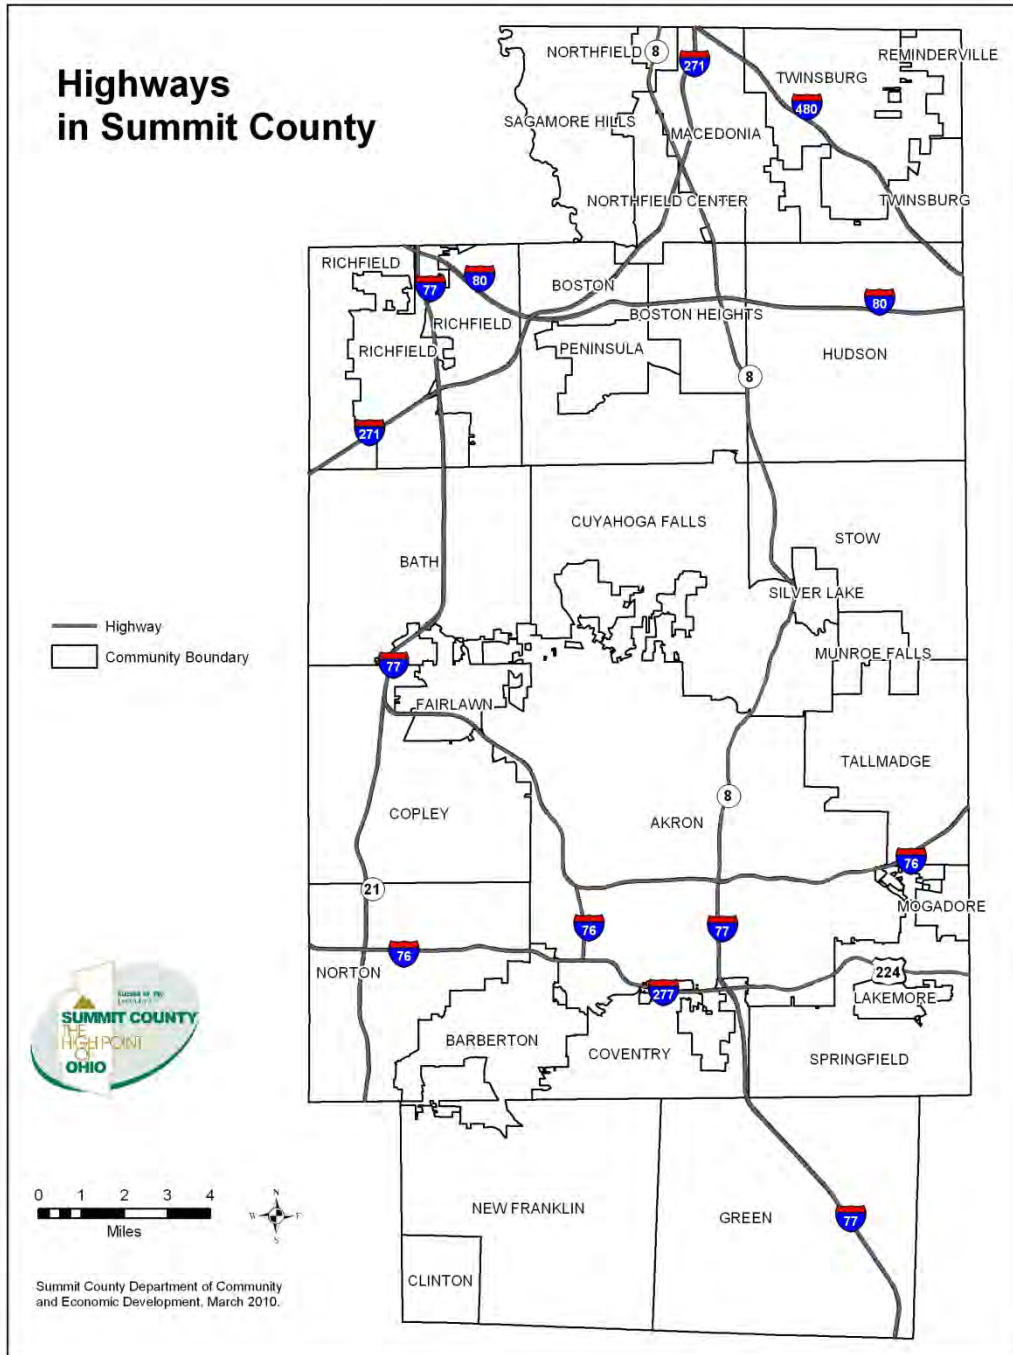 Highways
in Summit County
NORTHFIELD
8
271
REMINDERVILLE
TWINSBURG
480
SAGAMORE HILLS
MACEDONIA
NORTHFIELD CENTER
TWINSBURG
RICHFIELD
77
80
BOSTON
80
RICHFIELD
BOSTON HEIGHTS
RICHFIELD
PENINSULA
HUDSON
8
271
CUYAHOGA FALLS
STOW
BATH
SILVER LAKE
Highway
MUNROE FALLS
Community Boundary
77
FAIRLAWN
TALLMADGE
8
COPLEY
AKRON
76
21
MOGADORE
76
77
76
NORTON
224
277
LAKEMORE
SUMMIT COUNTY
THE
HIGH POINT
OF
OHIO
BARBERTON
COVENTRY
SPRINGFIELD
0 1 2 3 4
Miles
N
W E
S
NEW FRANKLIN
GREEN
77
CLINTON
Summit County Department of Community
and Economic Development, March 2010.